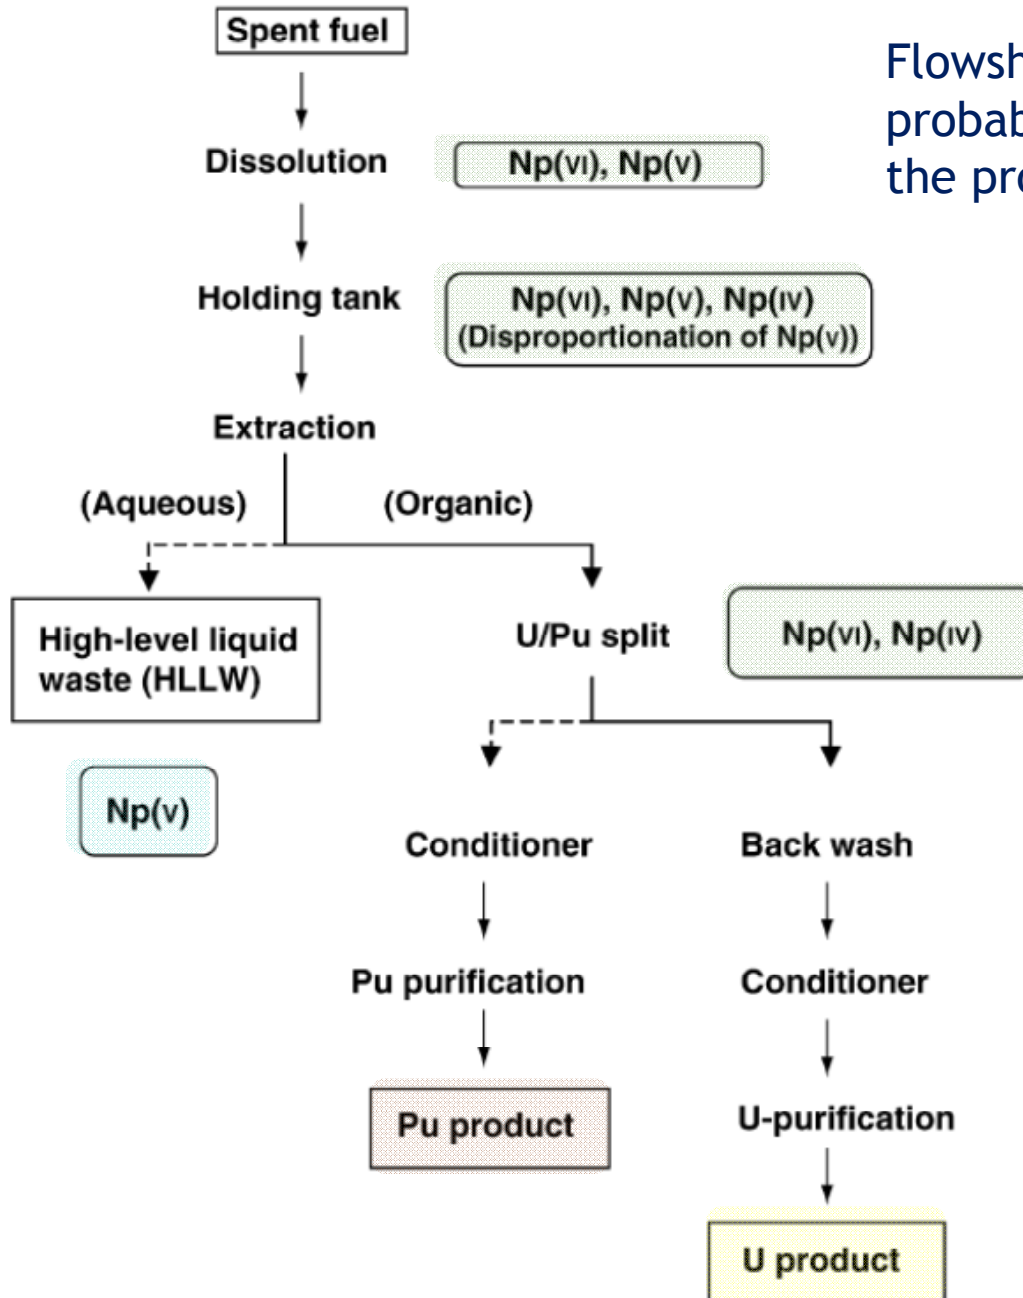 Spent fuel
Dissolution
Np(VI), Np(V)
Holding tank
Np(VI), Np(V), Np(IV)
(Disproportionation of Np(V))
Extraction
(Aqueous)
(Organic)
High-level liquid
waste (HLLW)
U/Pu split
Np(VI), Np(IV)
Np(V)
Conditioner
Back wash
Pu purification
Conditioner
Pu product
U-purification
U product
the